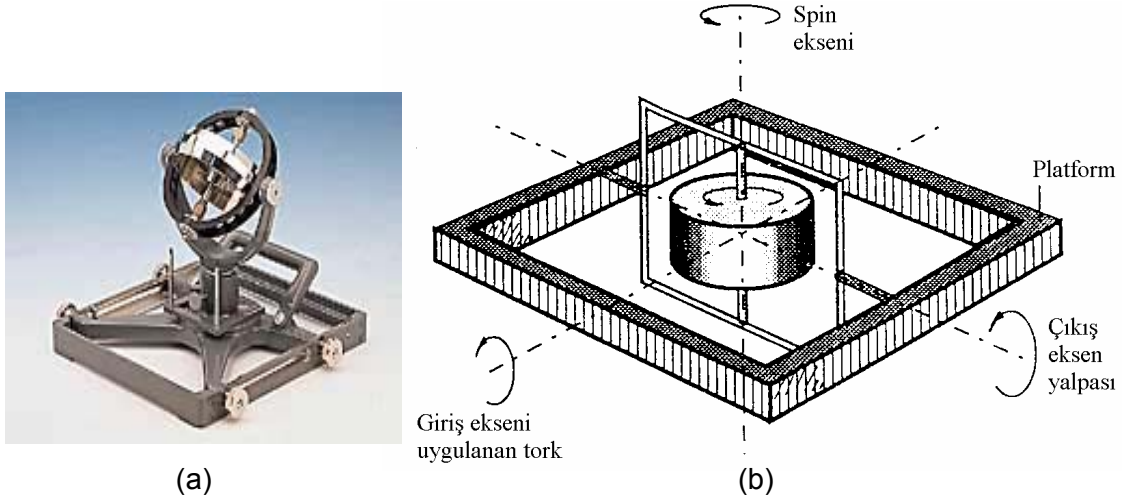 Spin
ekseni
Platform
Çıkış
eksen
yalpası
Giriş ekseni
uygulanan tork
(a)
(b)